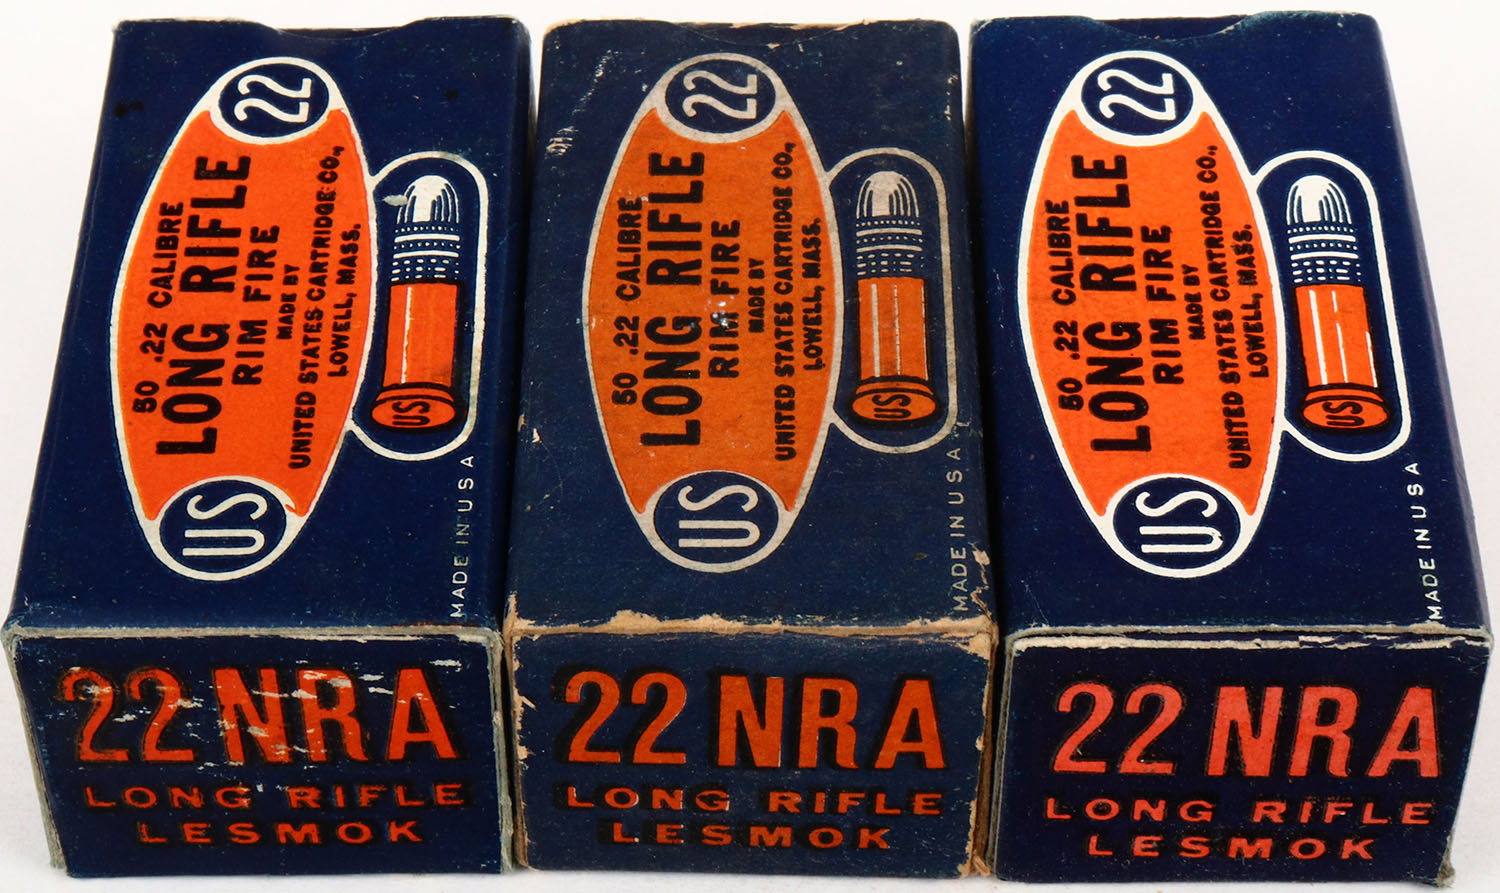 22
50 .22 CALIBRE
LONG RIFLE
RIM FIRE
MADE BY
UNITED STATES CARTRIDGE CO.,
LOWELL, MASS.
US
US
MADE IN USA
22 NRA
LONG RIFLE
LESMOK
22
50 .22 CALIBRE
LONG RIFLE
RIM FIRE
MADE BY
UNITED STATES CARTRIDGE CO.,
LOWELL, MASS.
US
US
MADE IN USA
22 NRA
LONG RIFLE
LESMOK
22
50 .22 CALIBRE
LONG RIFLE
RIM FIRE
MADE BY
UNITED STATES CARTRIDGE CO.,
LOWELL, MASS.
US
US
MADE IN USA
22 NRA
LONG RIFLE
LESMOK